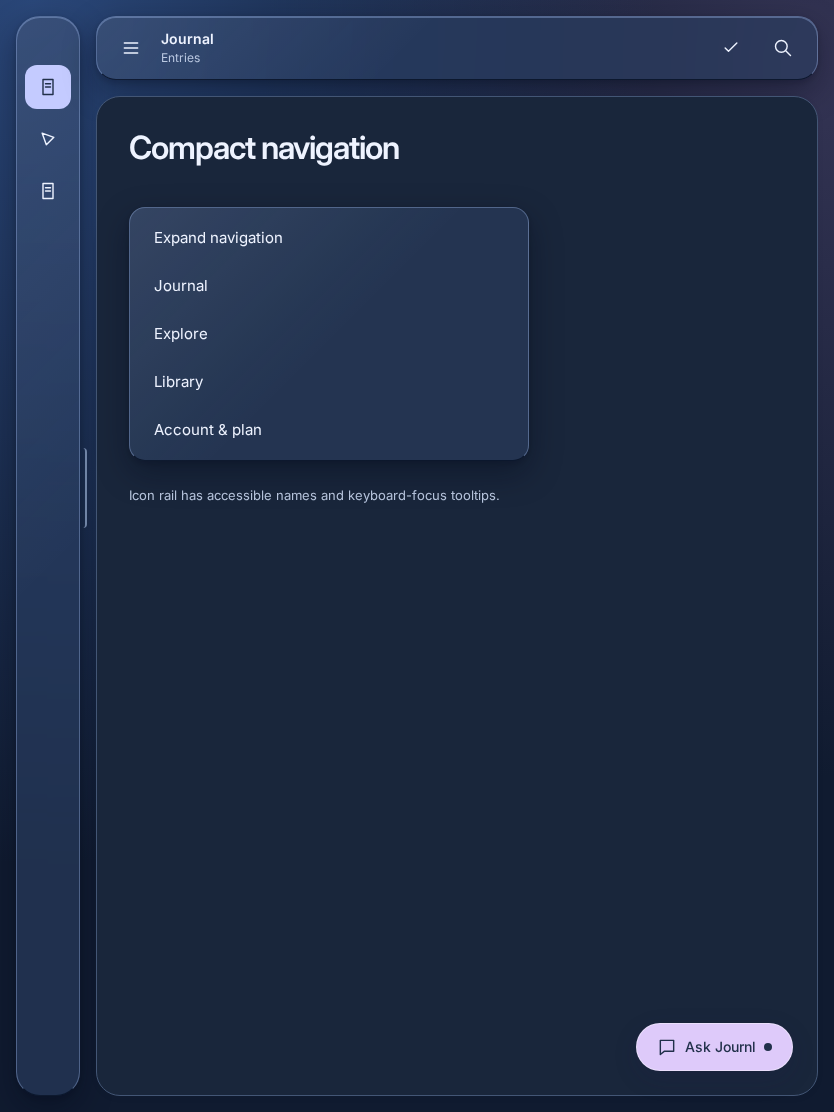 Journal
Entries
Compact navigation
Expand navigation
Journal
Explore
Library
Account & plan
Icon rail has accessible names and keyboard-focus tooltips.
Ask Journl